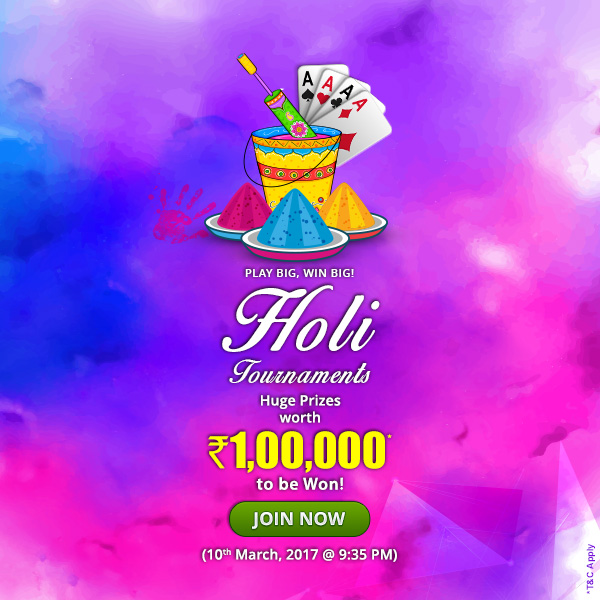 A
A
A
A
PLAY BIG, WIN BIG!
Holi
Tournaments
Huge Prizes
worth
₹1,00,000*
to be Won!
JOIN NOW
(10th March, 2017 @ 9:35 PM)
*T&C Apply